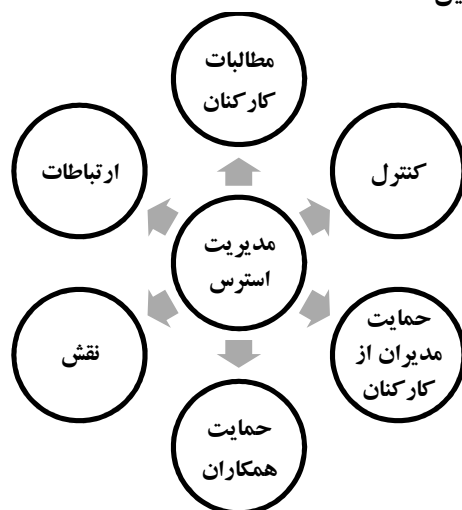 مطالبات
کارکنان
ارتباطات
کنترل
مدیریت
استرس
نقش
حمایت
مدیران از
کارکنان
حمایت
همکاران